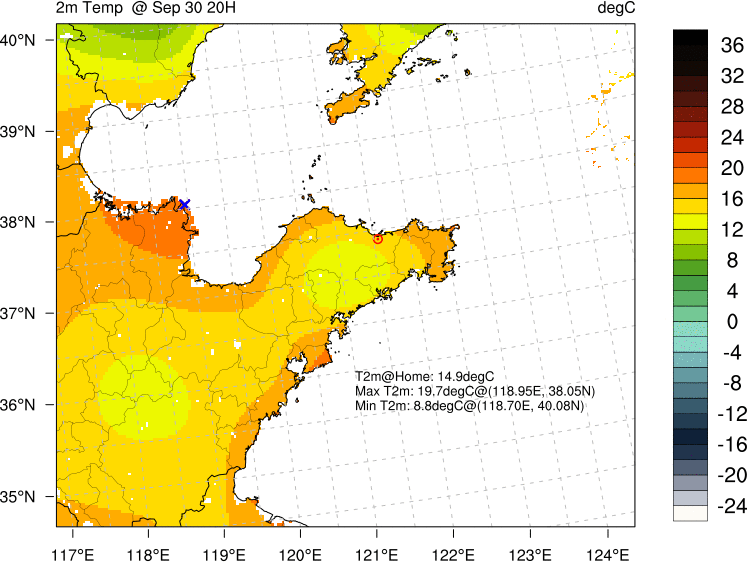 2m Temp @ Sep 30 20H
degC
40°N
39°N
38°N
37°N
36°N
35°N
T2m@Home: 14.9degC
Max T2m: 19.7degC@(118.95E, 38.05N)
Min T2m: 8.8degC@(118.70E, 40.08N)
117°E 118°E 119°E 120°E 121°E 122°E 123°E 124°E
36
32
28
24
20
16
12
8
4
0
-4
-8
-12
-16
-20
-24